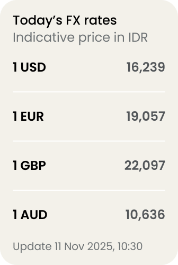 Today's FX rates
Indicative price in IDR
1 USD 16,239
1 EUR 19,057
1 GBP 22,097
1 AUD 10,636
Update 11 Nov 2025, 10:30